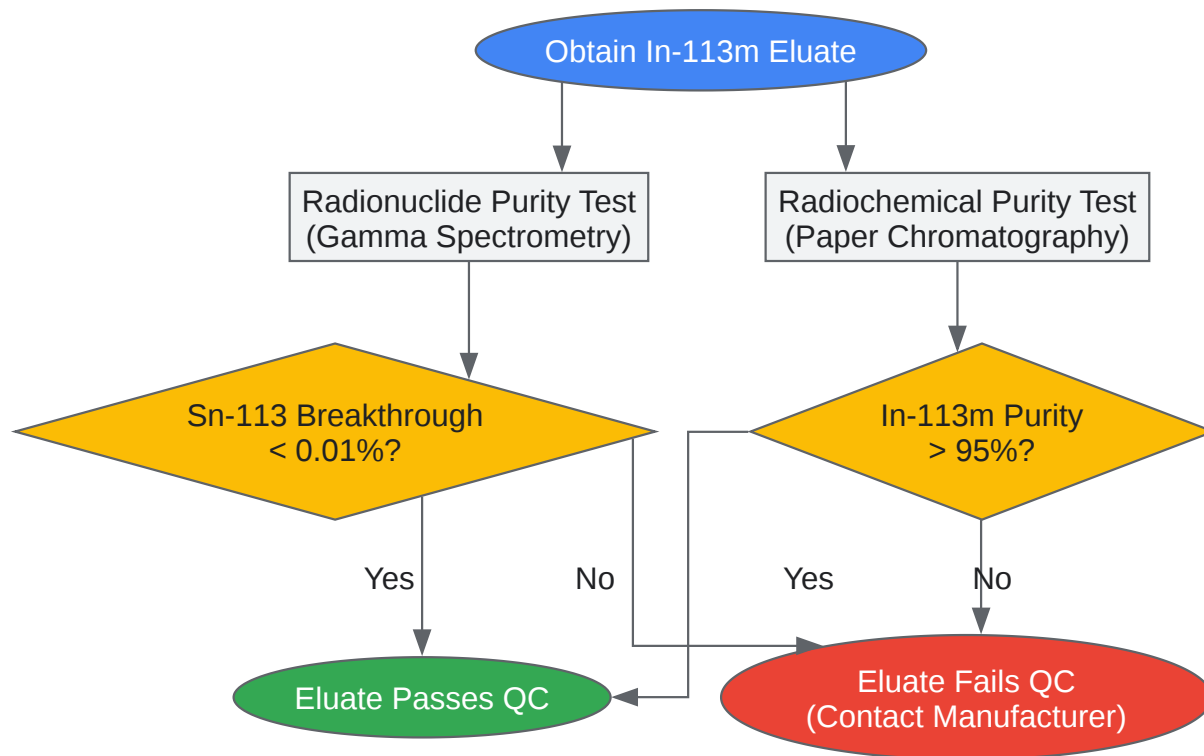 Obtain In-113m Eluate
Radionuclide Purity Test
(Gamma Spectrometry)
Radiochemical Purity Test
(Paper Chromatography)
Sn-113 Breakthrough
< 0.01%?
In-113m Purity
> 95%?
Yes
No
Yes
No
Eluate Passes QC
Eluate Fails QC
(Contact Manufacturer)